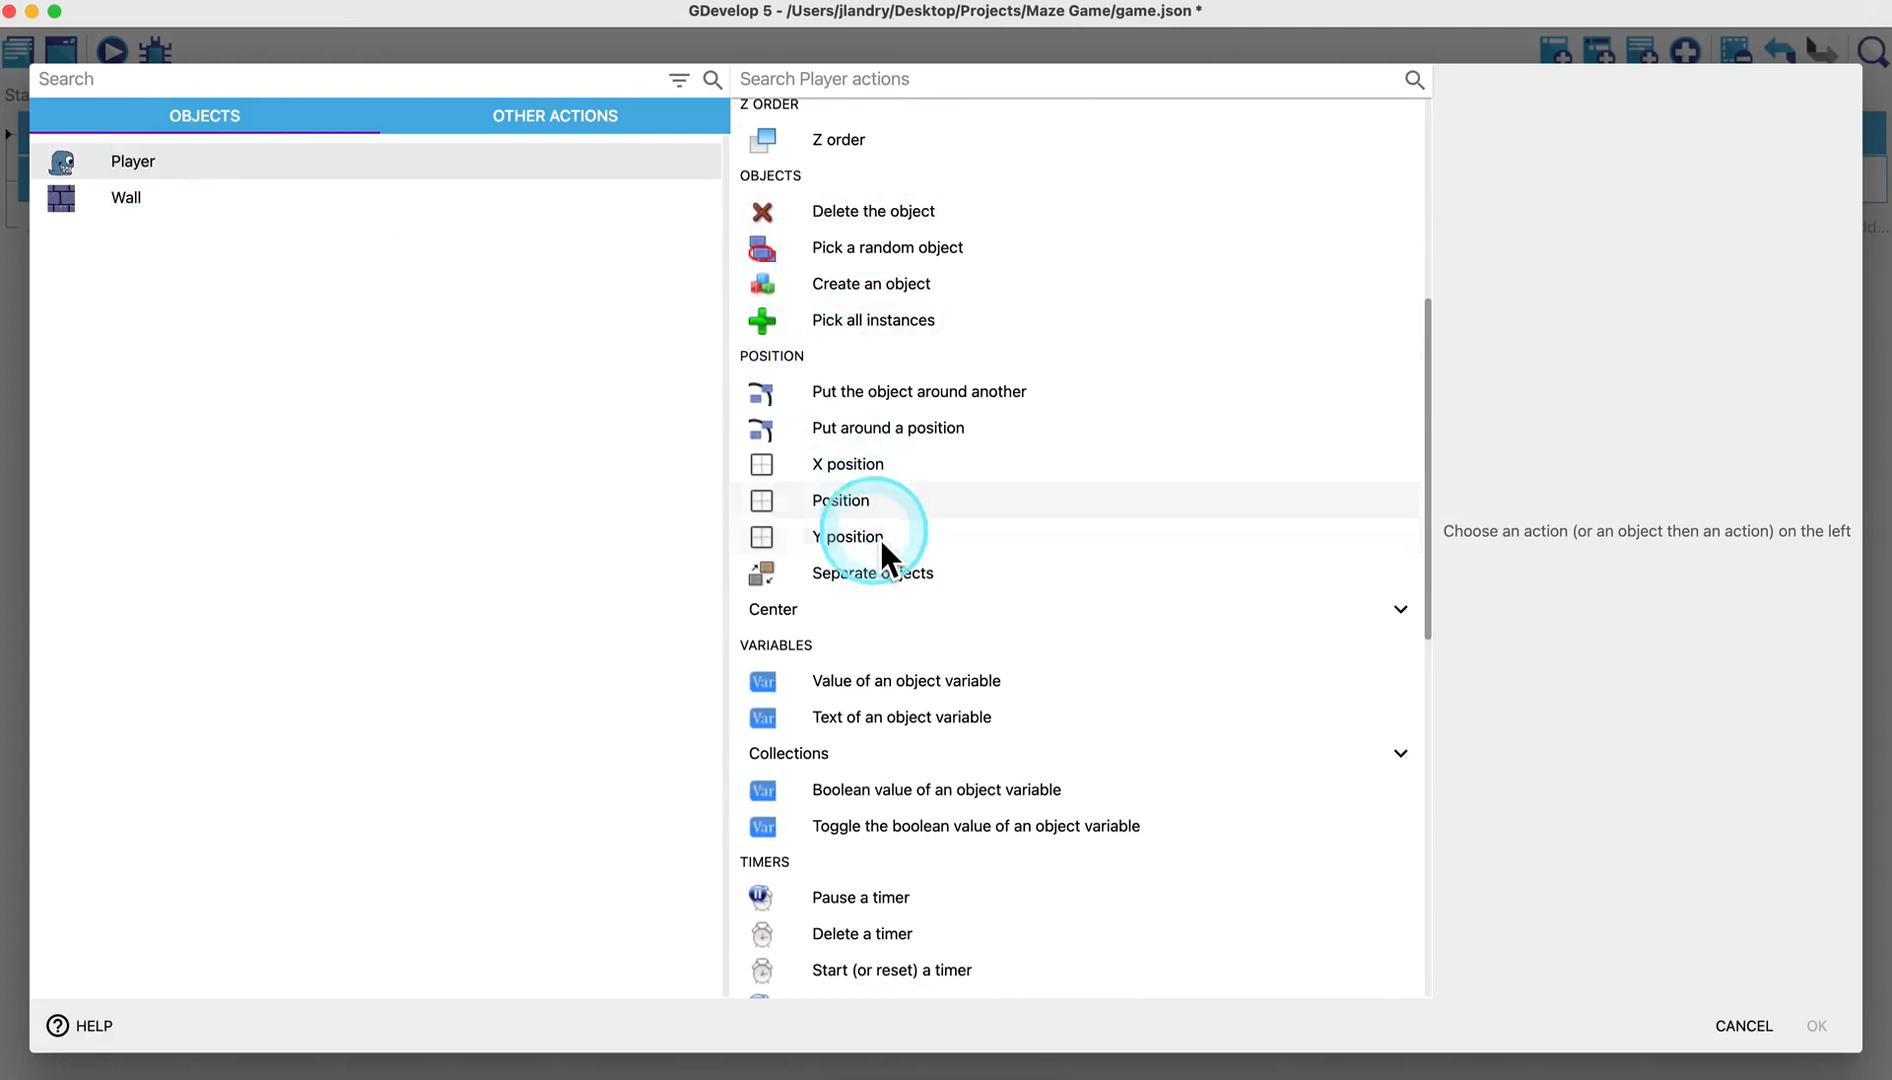 GDevelop 5 - /Users/jlandry/Desktop/Projects/Maze Game/game.json *
Search
Search Player actions
OBJECTS
OTHER ACTIONS
Player
Wall
Z ORDER
Z order
OBJECTS
Delete the object
Pick a random object
Create an object
Pick all instances
POSITION
Put the object around another
Put around a position
X position
Position
Y position
Separate objects
Center
VARIABLES
Var Value of an object variable
Var Text of an object variable
Collections
Var Boolean value of an object variable
Var Toggle the boolean value of an object variable
TIMERS
Pause a timer
Delete a timer
Start (or reset) a timer
Choose an action (or an object then an action) on the left
HELP
CANCEL
OK